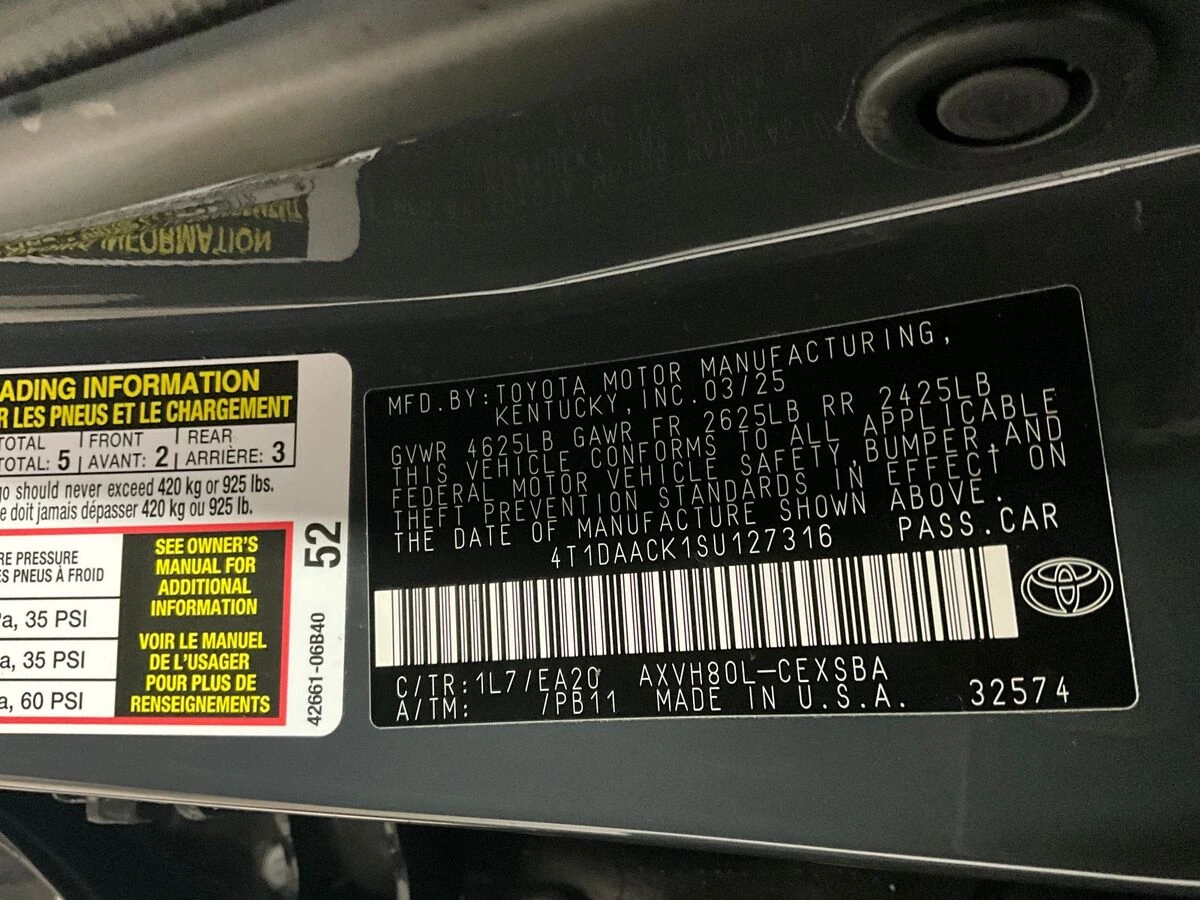 ADING INFORMATION
R LES PNEUS ET LE CHARGEMENT
TOTAL FRONT REAR
TOTAL: 5 AVANT: 2 ARRIÈRE: 3
go should never exceed 420 kg or 925 lbs.
e doit jamais dépasser 420 kg ou 925 lb.
RE PRESSURE
ES PNEUS À FROID
Pa, 35 PSI
a, 35 PSI
a, 60 PSI
SEE OWNER'S
MANUAL FOR
ADDITIONAL
INFORMATION
VOIR LE MANUEL
DE L'USAGER
POUR PLUS DE
RENSEIGNEMENTS
52
42661-06B40
MFD.BY:TOYOTA MOTOR MANUFACTURING,
KENTUCKY,INC.03/25
GVWR 4625LB GAWR FR 2625LB RR 2425LB
THIS VEHICLE CONFORMS TO ALL APPLICABLE
FEDERAL MOTOR VEHICLE SAFETY,BUMPER,AND
THEFT PREVENTION STANDARDS IN EFFECT ON
THE DATE OF MANUFACTURE SHOWN ABOVE.
4T1DAACK1SU127316 PASS.CAR
C/TR:1L7/EA20 AXVH80L-CEXSBA
A/TM: /PB11 MADE IN U.S.A. 32574